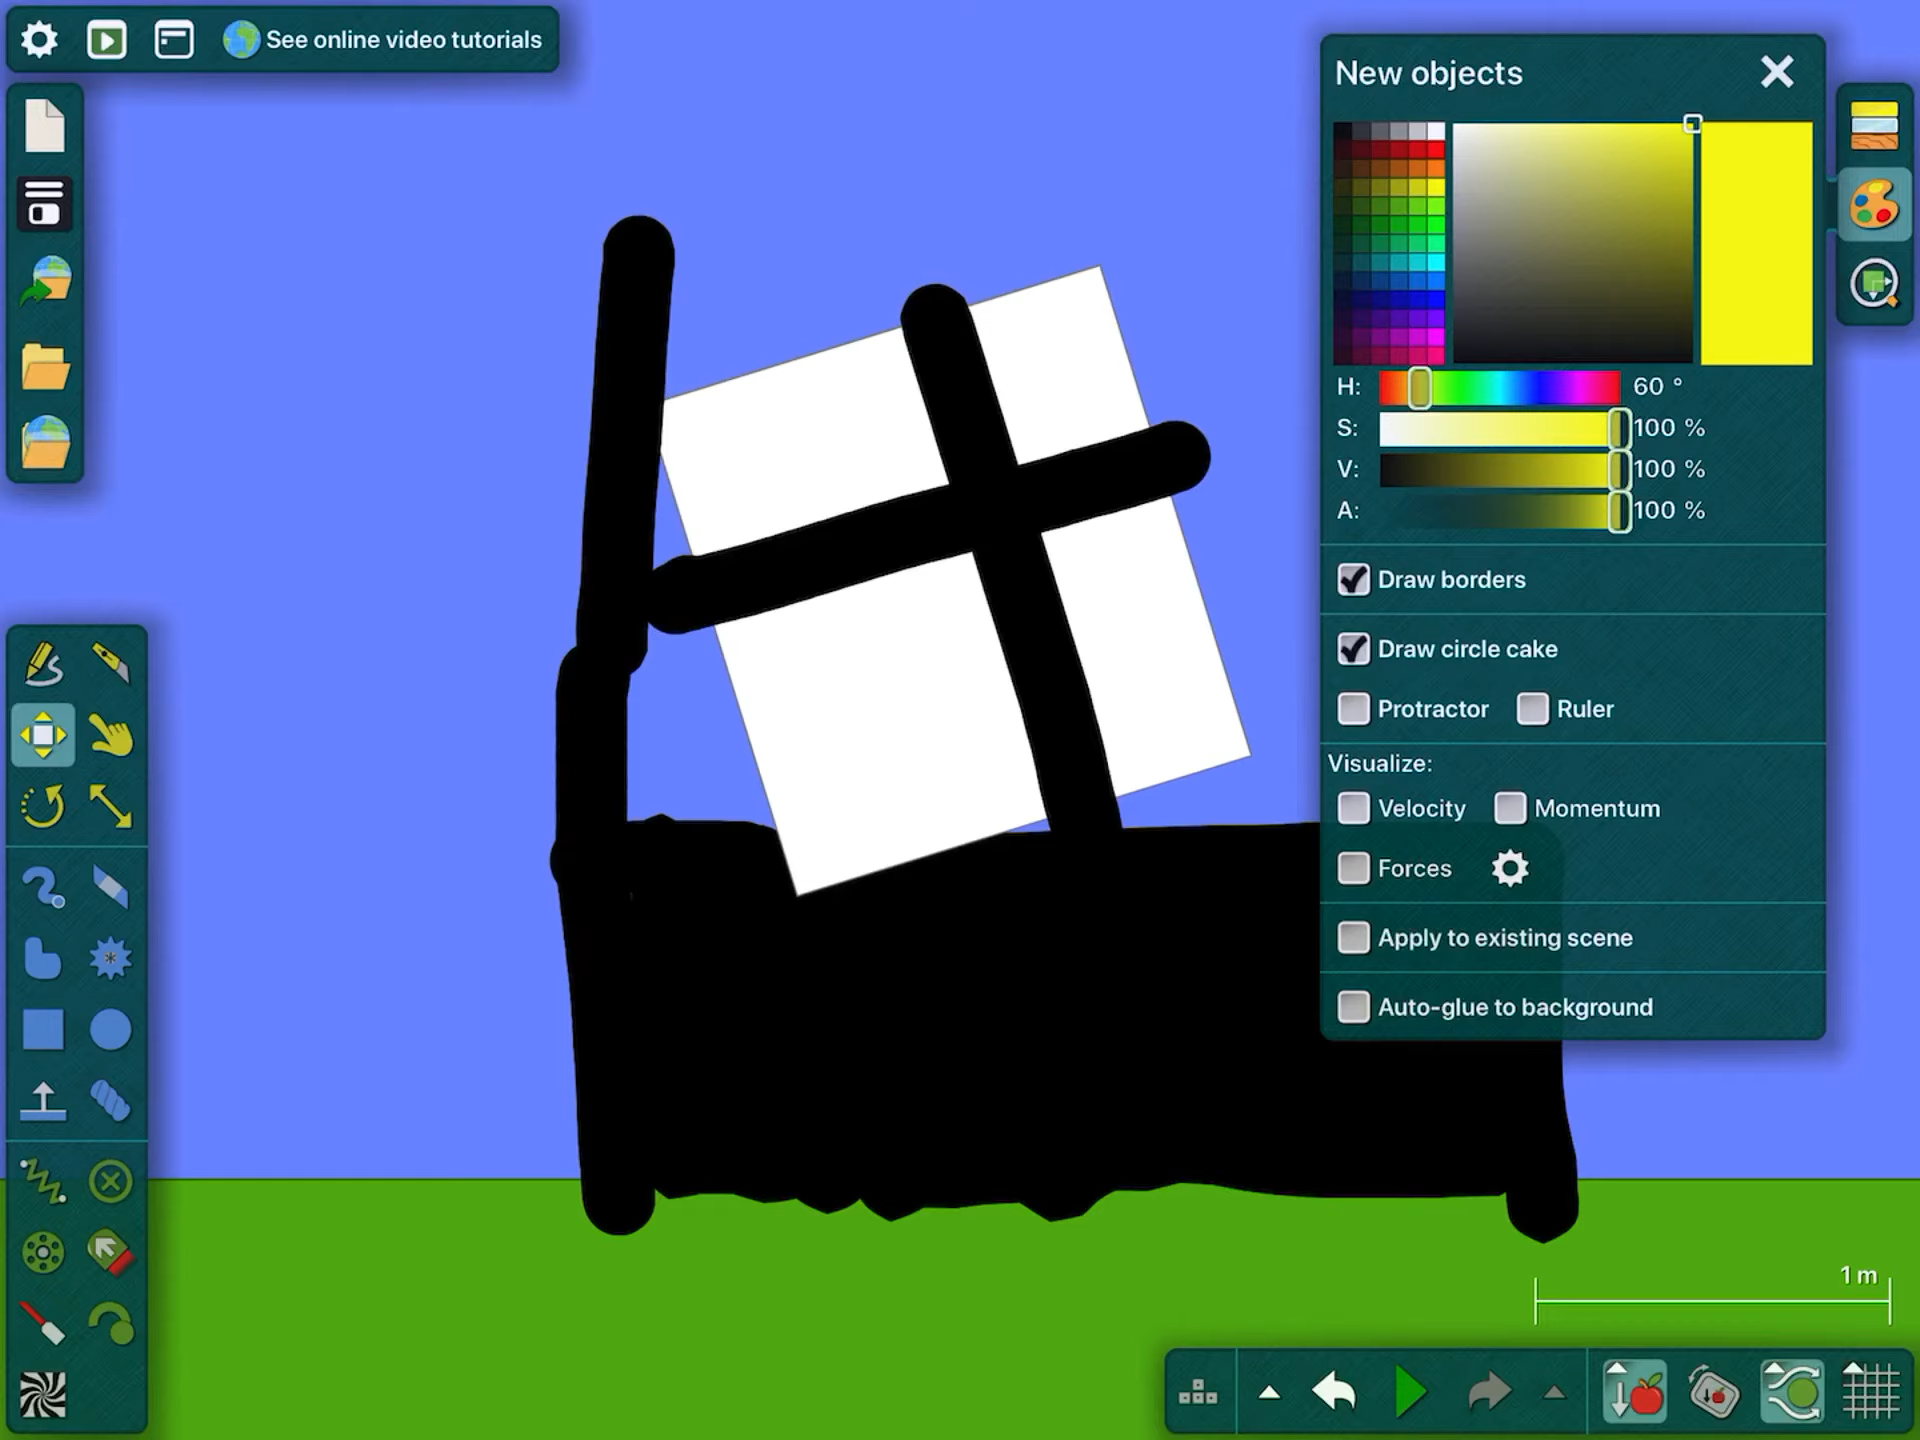 See online video tutorials
New objects
H: 60 °
S: 100 %
V: 100 %
A: 100 %
Draw borders
Draw circle cake
Protractor Ruler
Visualize:
Velocity Momentum
Forces
Apply to existing scene
Auto-glue to background
1 m